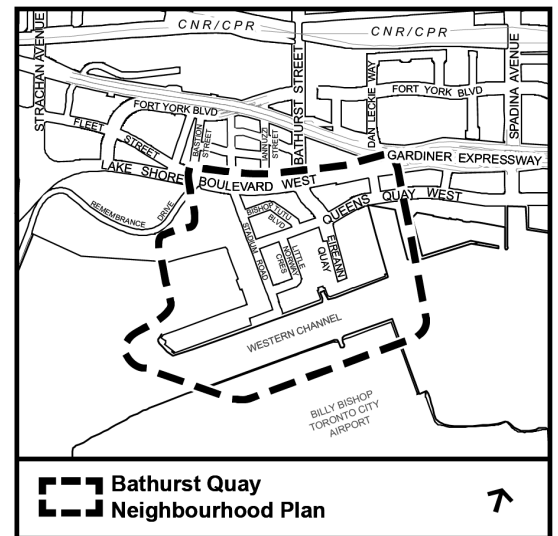 CNR/CPR
CNR/CPR
STRACHAN AVENUE
BATHURST STREET
DAN LECKIE WAY
SPADINA AVENUE
FORT YORK BLVD
FORT YORK BLVD
FLEET STREET
BASTION STREET
IANNUZZI STREET
GARDINER EXPRESSWAY
LAKE SHORE BOULEVARD WEST
REMEMBRANCE DRIVE
BISHOP TUTU BLVD
QUEENS QUAY WEST
STADIUM ROAD
LITTLE NORWAY CRES
EIREANN QUAY
WESTERN CHANNEL
BILLY BISHOP
TORONTO CITY
AIRPORT
Bathurst Quay
Neighbourhood Plan